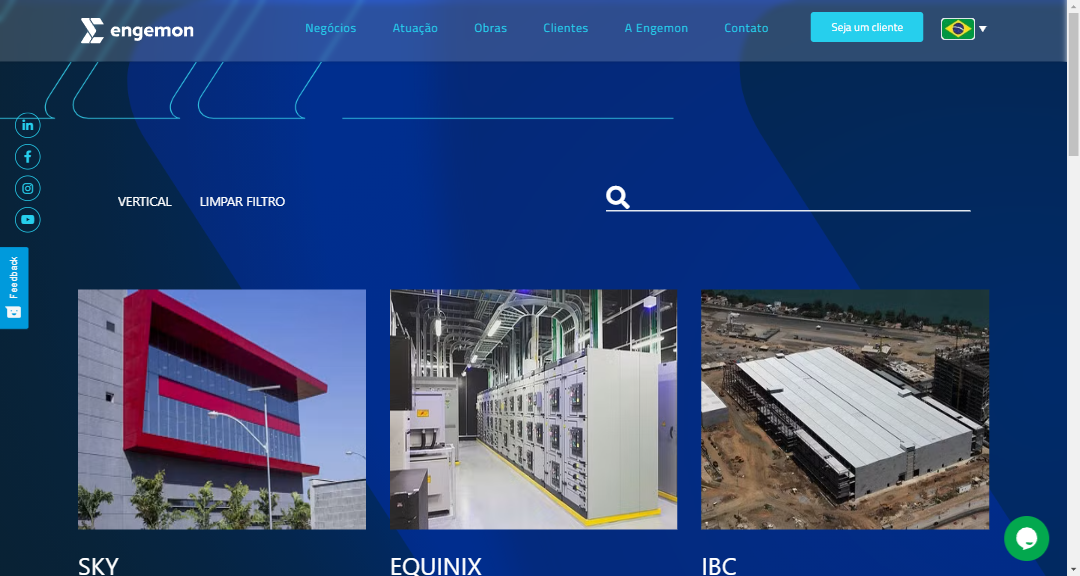 engemon
Negócios
Atuação
Obras
Clientes
A Engemon
Contato
Seja um cliente
Feedback
VERTICAL
LIMPAR FILTRO
SKY
EQUINIX
IBC